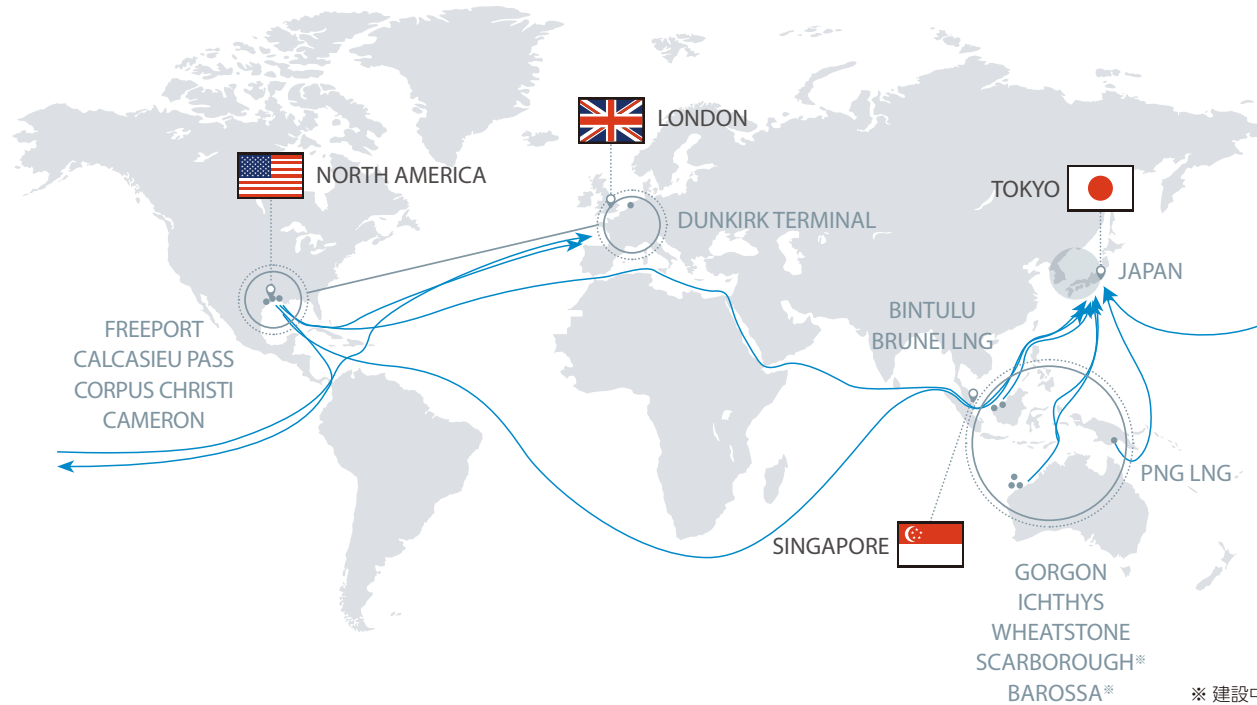 LONDON
NORTH AMERICA
TOKYO
DUNKIRK TERMINAL
JAPAN
BINTULU
BRUNEI LNG
FREEPORT
CALCASIEU PASS
CORPUS CHRISTI
CAMERON
PNG LNG
SINGAPORE
GORGON
ICHTHYS
WHEATSTONE
SCARBOROUGH※
BAROSSA※
※ 建設中